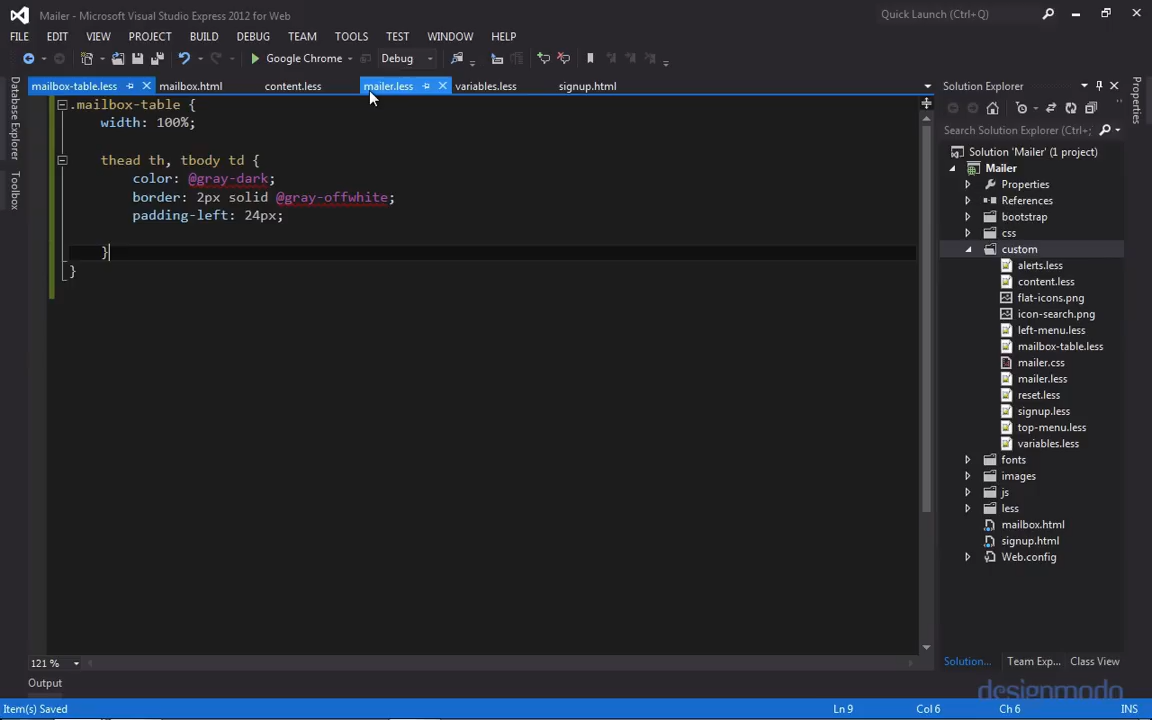 Mailer - Microsoft Visual Studio Express 2012 for Web
Quick Launch (Ctrl+Q)
FILE EDIT VIEW PROJECT BUILD DEBUG TEAM TOOLS TEST WINDOW HELP
Google Chrome Debug
mailbox-table.less mailbox.html content.less mailer.less variables.less signup.html
Database Explorer
Toolbox
.mailbox-table {
width: 100%;
thead th, tbody td {
color: @gray-dark;
border: 2px solid @gray-offwhite;
padding-left: 24px;
}
}
121 %
Solution Explorer
Search Solution Explorer (Ctrl+;)
Solution 'Mailer' (1 project)
Mailer
Properties
References
bootstrap
css
custom
alerts.less
content.less
flat-icons.png
icon-search.png
left-menu.less
mailbox-table.less
mailer.css
mailer.less
reset.less
signup.less
top-menu.less
variables.less
fonts
images
js
less
mailbox.html
signup.html
Web.config
Solution... Team Exp... Class View
Properties
Output
designmodo
Item(s) Saved Ln 9 Col 6 Ch 6 INS